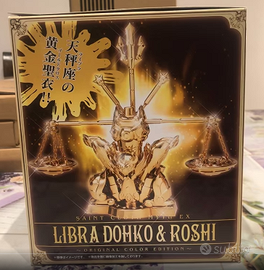 天秤座の
黄金聖衣!
SAINT CLOTH MYTH EX
LIBRA DOHKO & ROSHI
~ORIGINAL COLOR EDITION~
subito